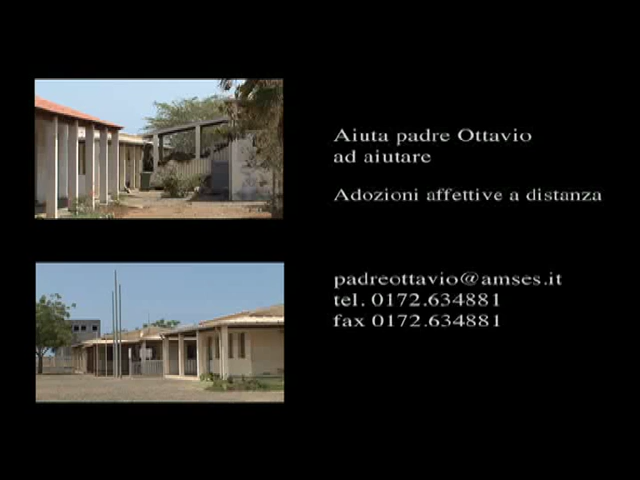 Aiuta padre Ottavio
ad aiutare
Adozioni affettive a distanza
padreottavio@amses.it
tel. 0172.634881
fax 0172.634881